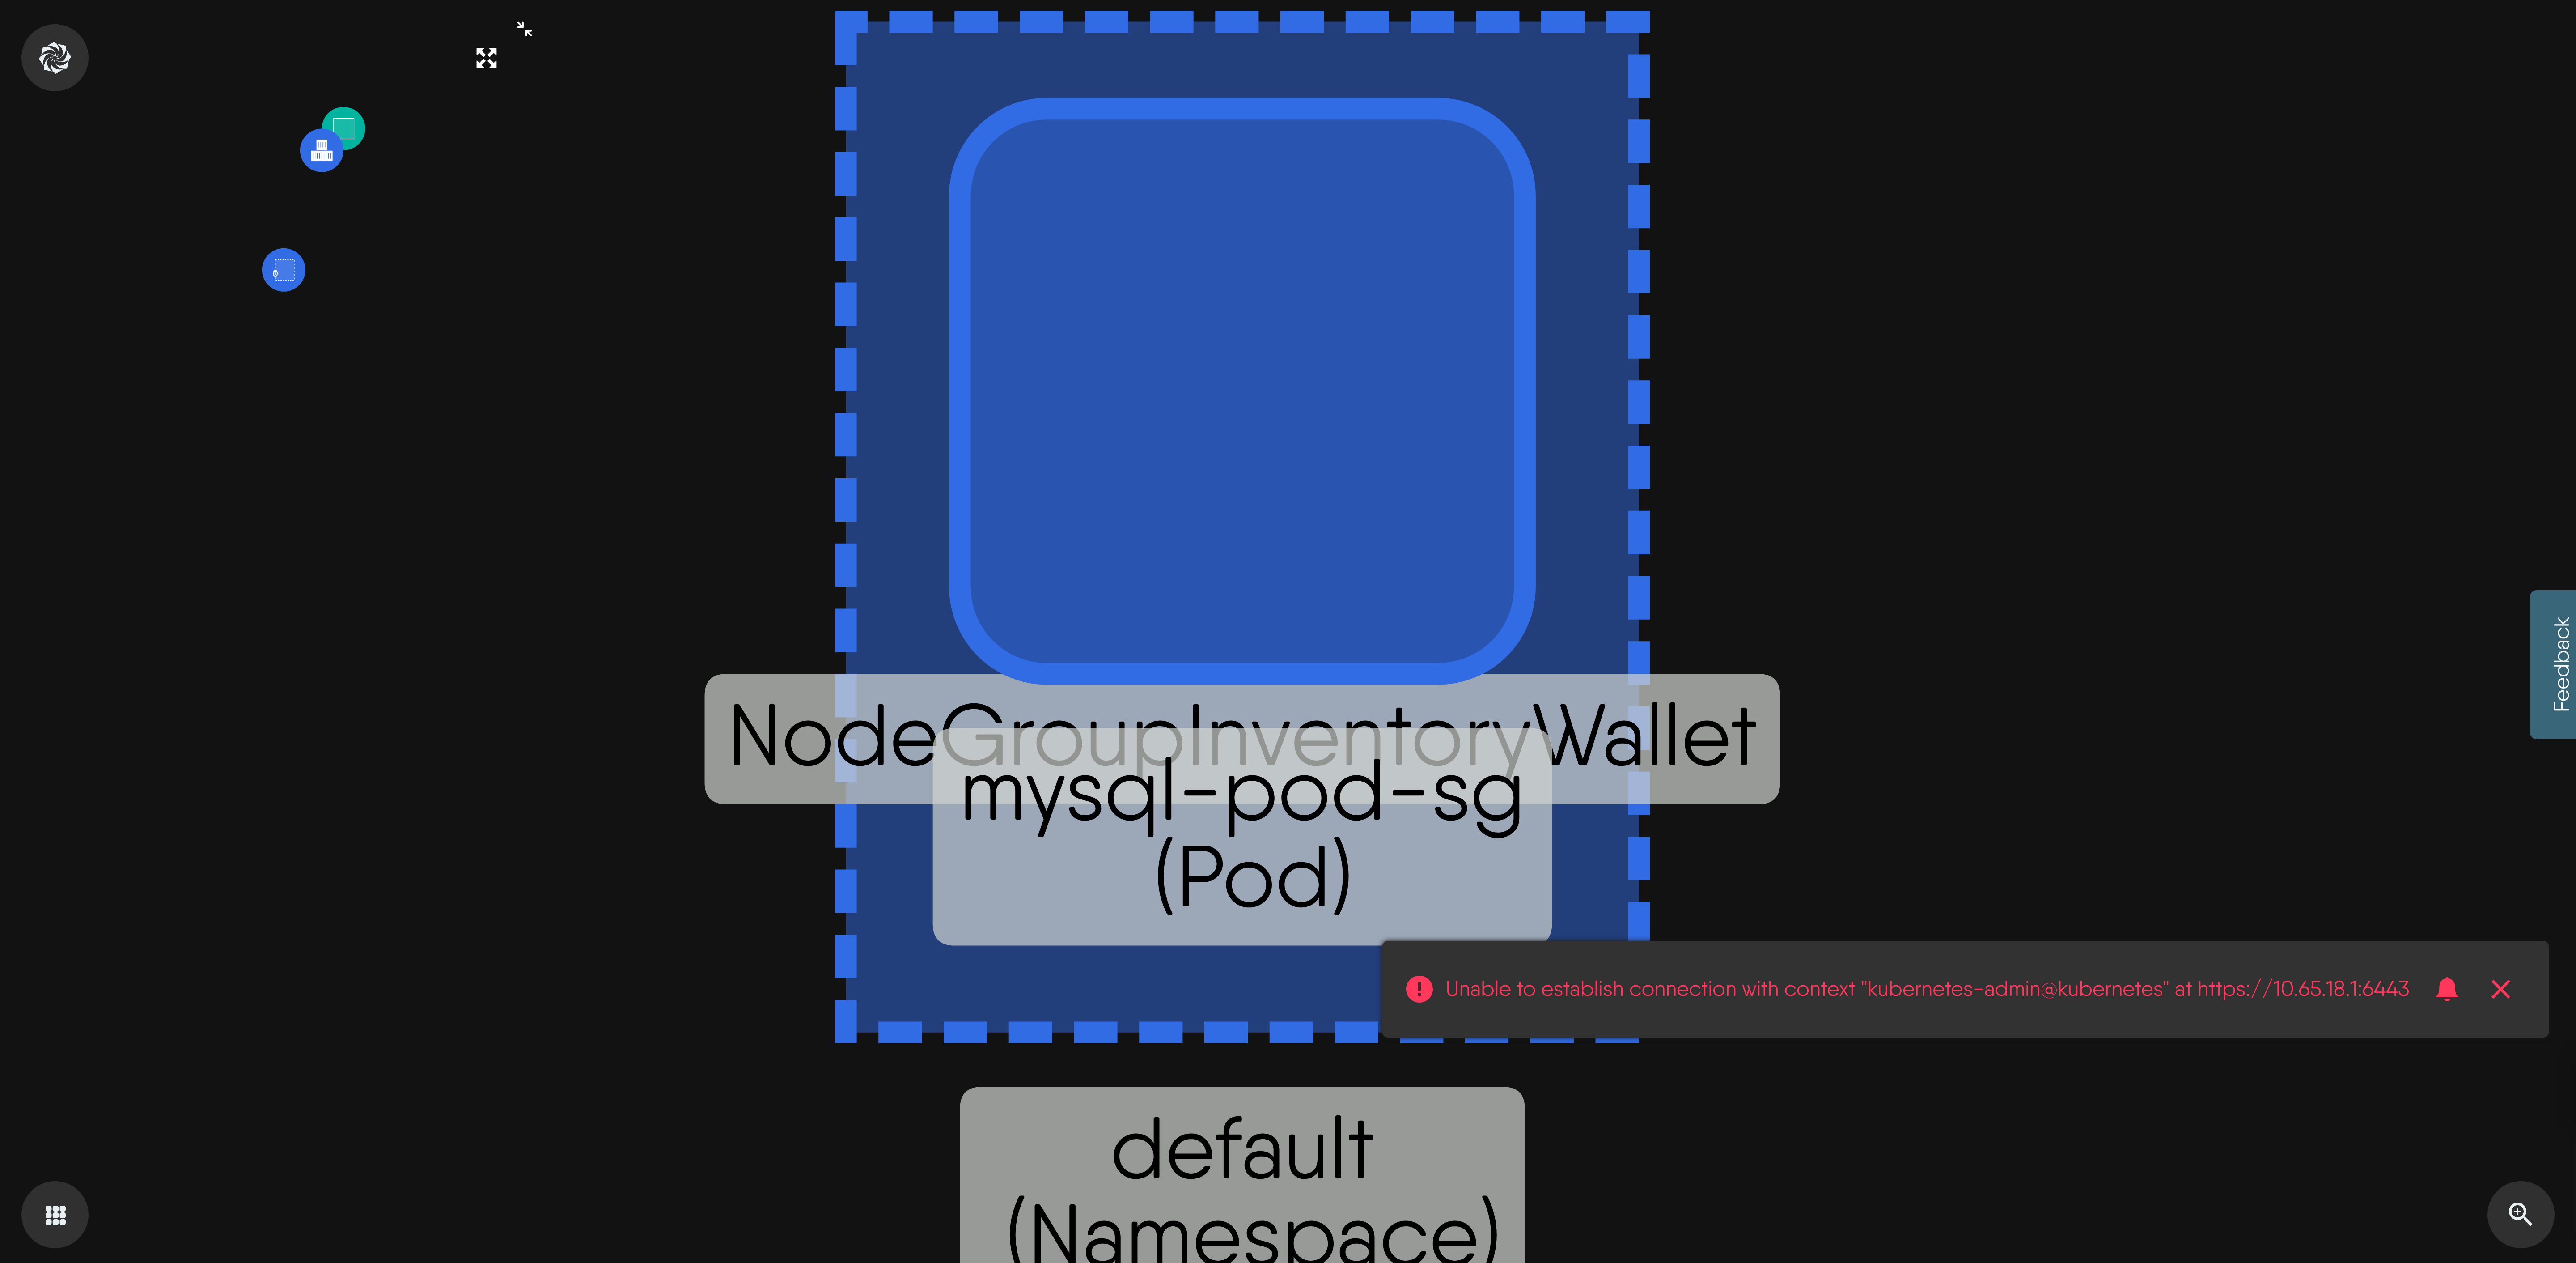 NodeGroupInventoryWallet
mysql-pod-sg
(Pod)
Unable to establish connection with context "kubernetes-admin@kubernetes" at https://10.65.18.1:6443
default
(Namespace)
Feedback